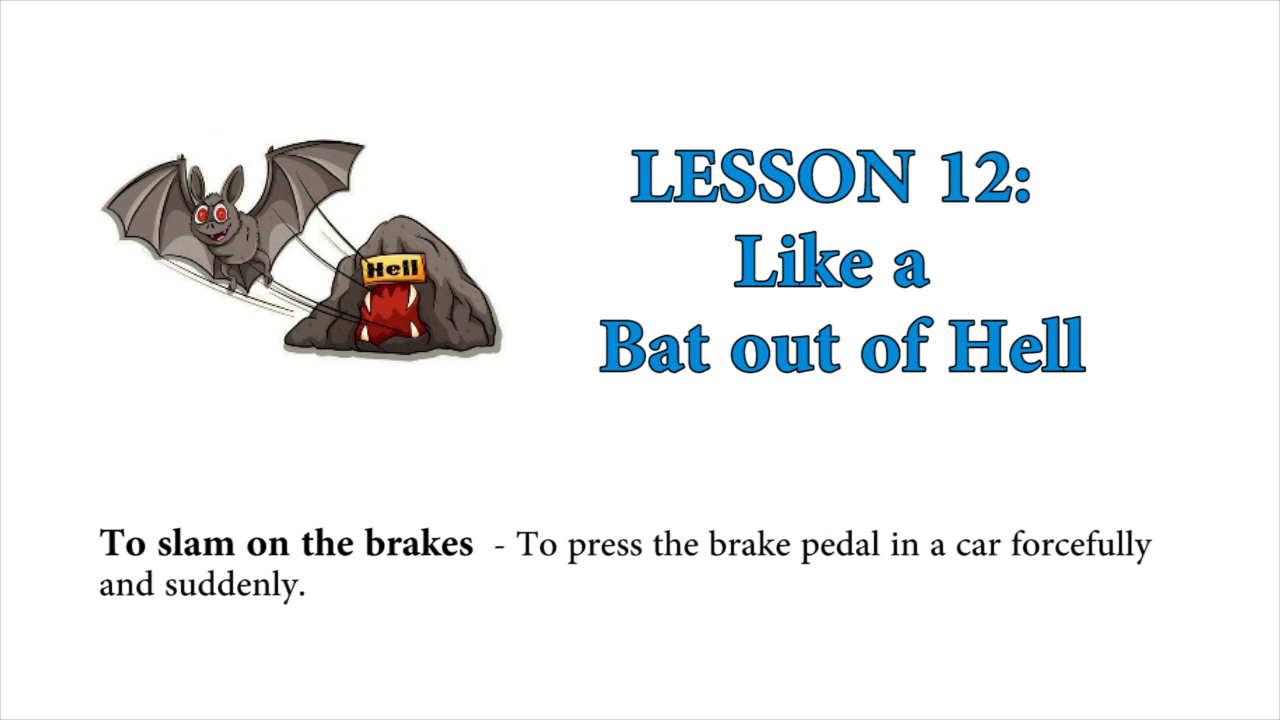 Hell
LESSON 12:
Like a
Bat out of Hell
To slam on the brakes - To press the brake pedal in a car forcefully
and suddenly.